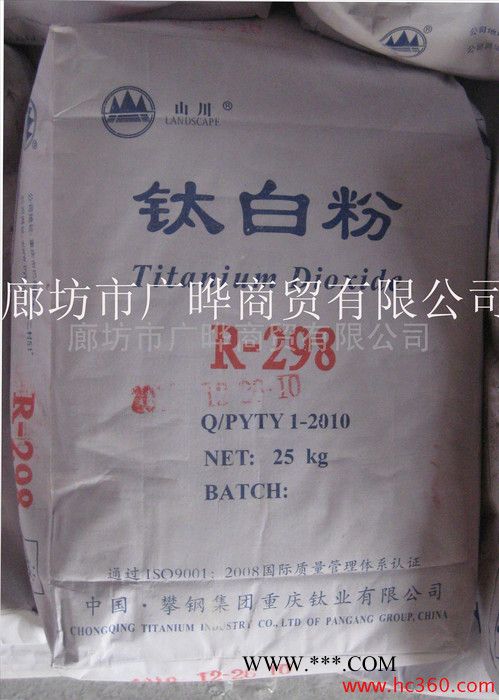 山川®
LANDSCAPE
钛白粉
Titanium Dioxide
廊坊市广晔商贸有限公司
廊坊市广晔商贸有限公司
R-298
Q/PYTY 1-2010
NET: 25 kg
BATCH:
通过ISO9001:2008国际质量管理体系认证
中国·攀钢集团重庆钛业有限公司
CHONGQING TITANIUM INDUSTRY CO., LTD OF PANGANG GROUP, CHINA
www.***.com
www.hc360.com